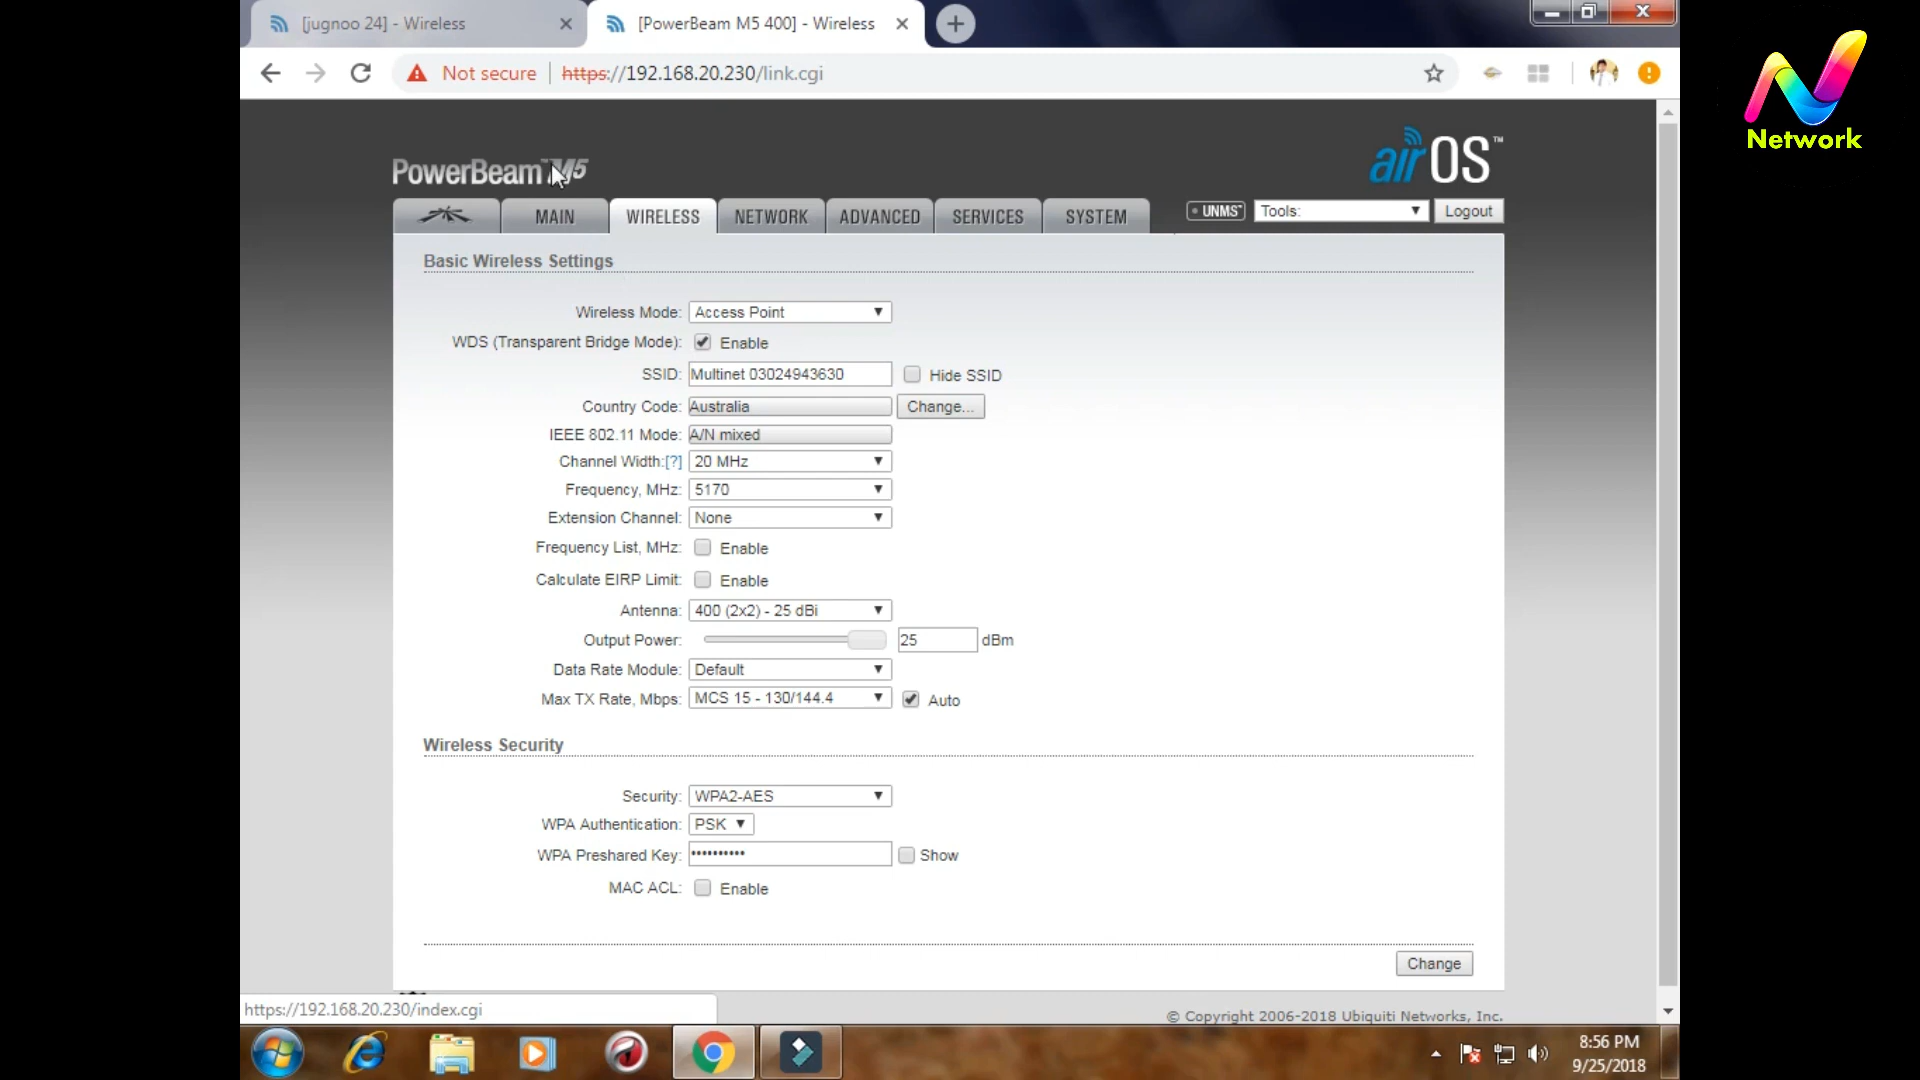 [jugnoo 24] - Wireless
[PowerBeam M5 400] - Wireless
Not secure
https://192.168.20.230/link.cgi
Network
PowerBeam™ M5
airOS™
MAIN
WIRELESS
NETWORK
ADVANCED
SERVICES
SYSTEM
UNMS™
Tools:
Logout
Basic Wireless Settings
Wireless Mode: Access Point
WDS (Transparent Bridge Mode): Enable
SSID: Multinet 03024943630 Hide SSID
Country Code: Australia Change...
IEEE 802.11 Mode: A/N mixed
Channel Width:[?] 20 MHz
Frequency, MHz: 5170
Extension Channel: None
Frequency List, MHz: Enable
Calculate EIRP Limit: Enable
Antenna: 400 (2x2) - 25 dBi
Output Power: 25 dBm
Data Rate Module: Default
Max TX Rate, Mbps: MCS 15 - 130/144.4 Auto
Wireless Security
Security: WPA2-AES
WPA Authentication: PSK
WPA Preshared Key: •••••••••• Show
MAC ACL: Enable
Change
https://192.168.20.230/index.cgi
© Copyright 2006-2018 Ubiquiti Networks, Inc.
8:56 PM
9/25/2018